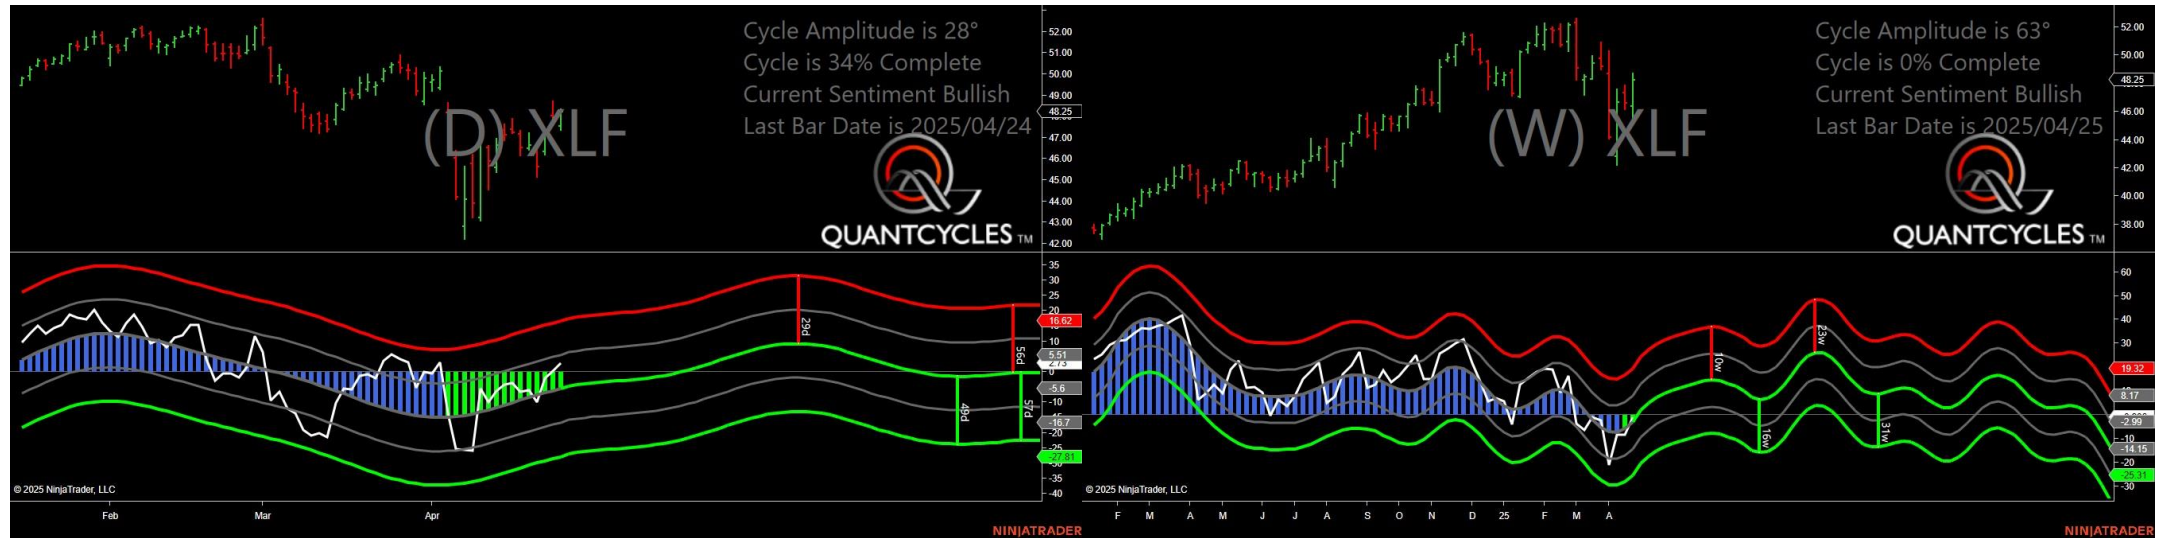 Cycle Amplitude is 28°
Cycle is 34% Complete
Current Sentiment Bullish
Last Bar Date is 2025/04/24
(D) XLF
QUANTCYCLES TM
52.00
51.00
50.00
49.00
48.25
47.00
46.00
45.00
44.00
43.00
42.00
35
30
25
20
16.62
10
5.51
2.73
0
-5.6
-10
-16.7
-20
-27.81
-35
-40
29d
49d
56d
57d
© 2025 NinjaTrader, LLC
Feb
Mar
Apr
NINJATRADER
Cycle Amplitude is 63°
Cycle is 0% Complete
Current Sentiment Bullish
Last Bar Date is 2025/04/25
(W) XLF
QUANTCYCLES TM
52.00
50.00
48.25
46.00
44.00
42.00
40.00
38.00
60
50
40
30
19.32
8.17
-2.99
-10
-14.15
-20
-25.31
-30
10w
16w
23w
31w
© 2025 NinjaTrader, LLC
F M A M J J A S O N D 25 F M A
NINJATRADER